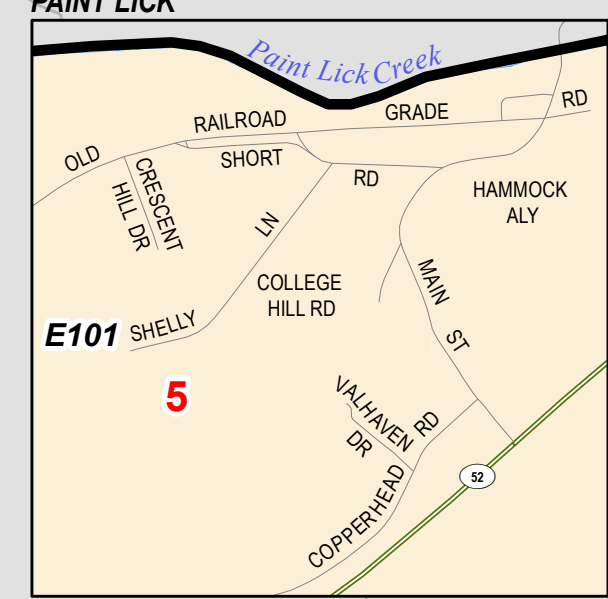 PAINT LICK
Paint Lick Creek
OLD RAILROAD GRADE RD
SHORT RD
CRESCENT
HILL DR
HAMMOCK
ALY
SHELLY LN
COLLEGE
HILL RD
MAIN ST
E101
5
VALHAVEN
DR
COPPERHEAD RD
52